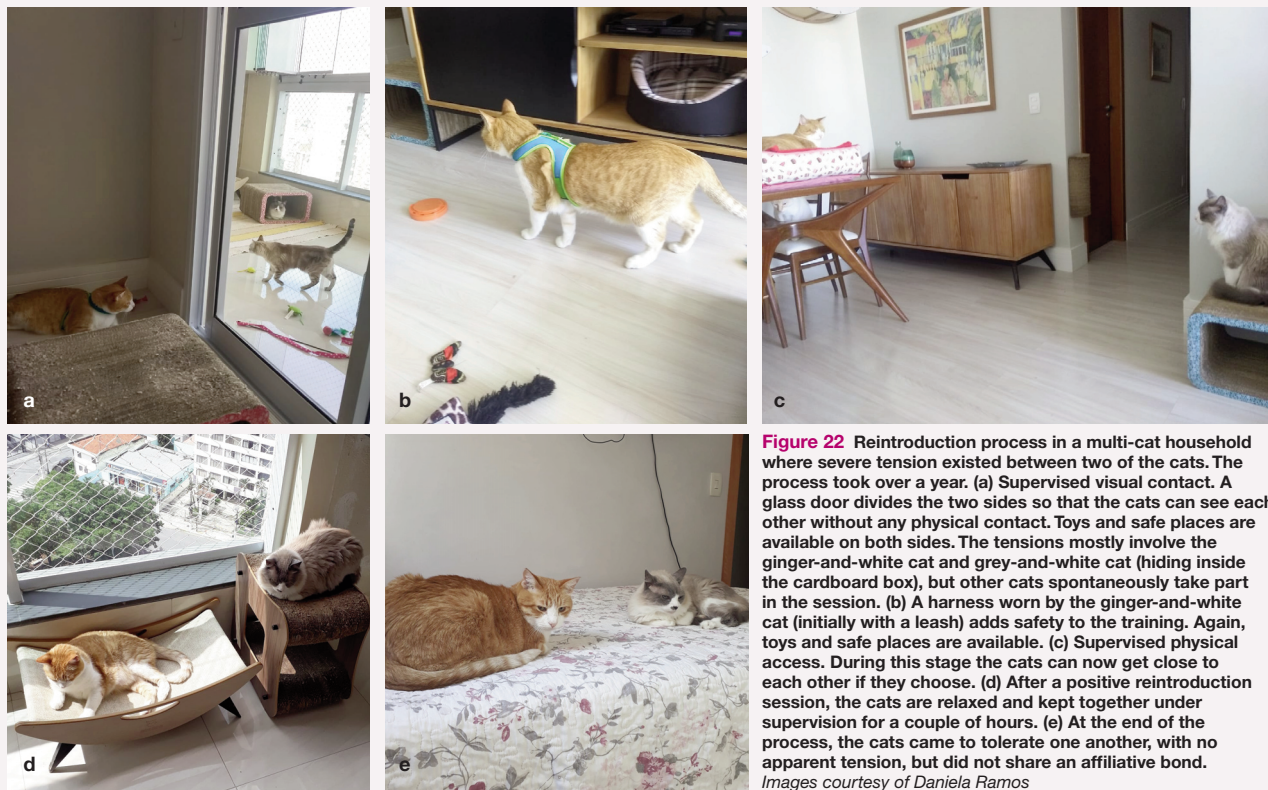 a
b
c
d
e
Figure 22 Reintroduction process in a multi-cat household
where severe tension existed between two of the cats. The
process took over a year. (a) Supervised visual contact. A
glass door divides the two sides so that the cats can see each
other without any physical contact. Toys and safe places are
available on both sides. The tensions mostly involve the
ginger-and-white cat and grey-and-white cat (hiding inside
the cardboard box), but other cats spontaneously take part
in the session. (b) A harness worn by the ginger-and-white
cat (initially with a leash) adds safety to the training. Again,
toys and safe places are available. (c) Supervised physical
access. During this stage the cats can now get close to
each other if they choose. (d) After a positive reintroduction
session, the cats are relaxed and kept together under
supervision for a couple of hours. (e) At the end of the
process, the cats came to tolerate one another, with no
apparent tension, but did not share an affiliative bond.
Images courtesy of Daniela Ramos